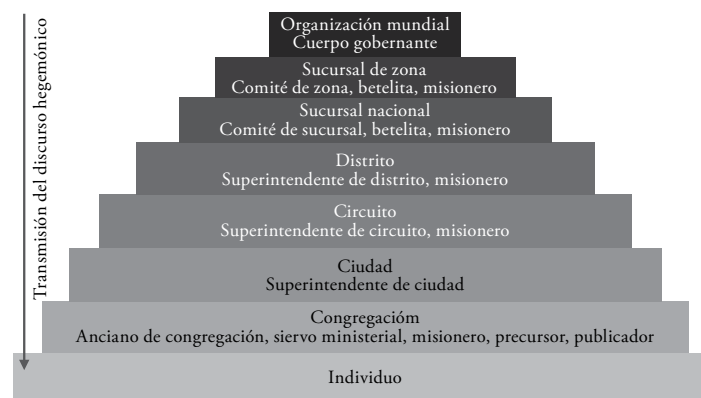 Organización mundial
Cuerpo gobernante
Sucursal de zona
Comité de zona, betelita, misionero
Sucursal nacional
Comité de sucursal, betelita, misionero
Distrito
Superintendente de distrito, misionero
Circuito
Superintendente de circuito, misionero
Ciudad
Superintendente de ciudad
Congregacióm
Anciano de congregación, siervo ministerial, misionero, precursor, publicador
Individuo
Transmisión del discurso hegemónico